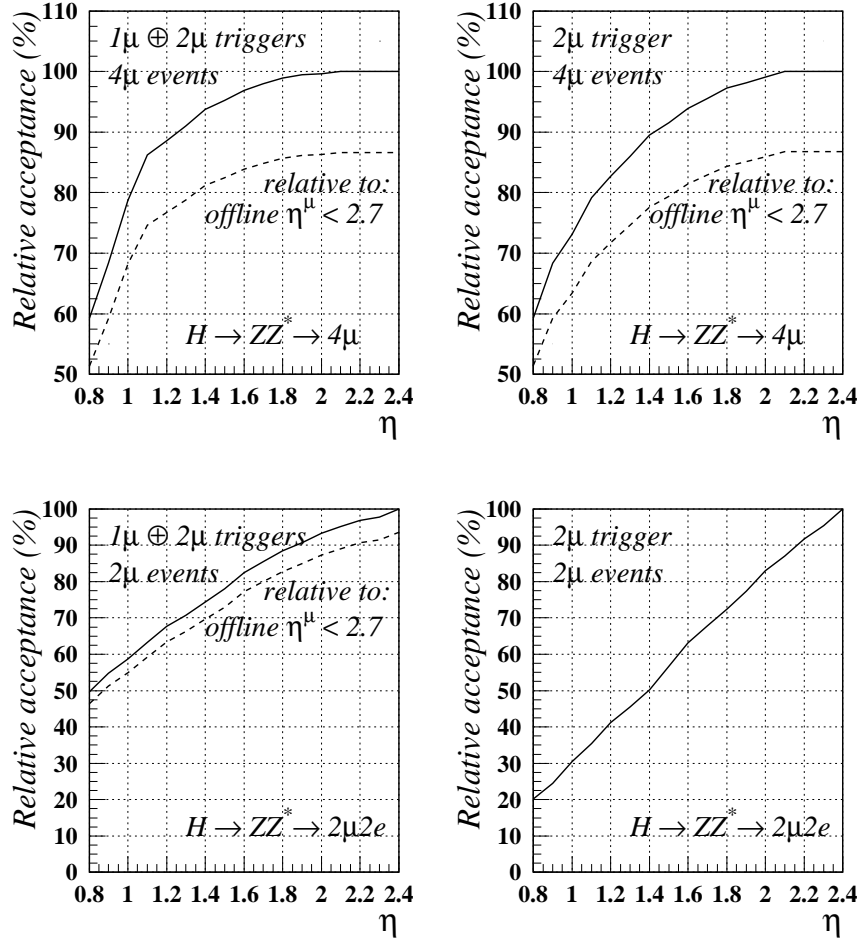 Relative acceptance (%)
110
100
90
80
70
60
50
1μ ⊕ 2μ triggers
4μ events
relative to:
offline η^μ < 2.7
H → ZZ^* → 4μ
0.8 1 1.2 1.4 1.6 1.8 2 2.2 2.4
η
Relative acceptance (%)
110
100
90
80
70
60
50
2μ trigger
4μ events
relative to:
offline η^μ < 2.7
H → ZZ^* → 4μ
0.8 1 1.2 1.4 1.6 1.8 2 2.2 2.4
η
Relative acceptance (%)
100
90
80
70
60
50
40
30
20
10
0
1μ ⊕ 2μ triggers
2μ events
relative to:
offline η^μ < 2.7
H → ZZ^* → 2μ2e
0.8 1 1.2 1.4 1.6 1.8 2 2.2 2.4
η
Relative acceptance (%)
100
90
80
70
60
50
40
30
20
10
0
2μ trigger
2μ events
H → ZZ^* → 2μ2e
0.8 1 1.2 1.4 1.6 1.8 2 2.2 2.4
η